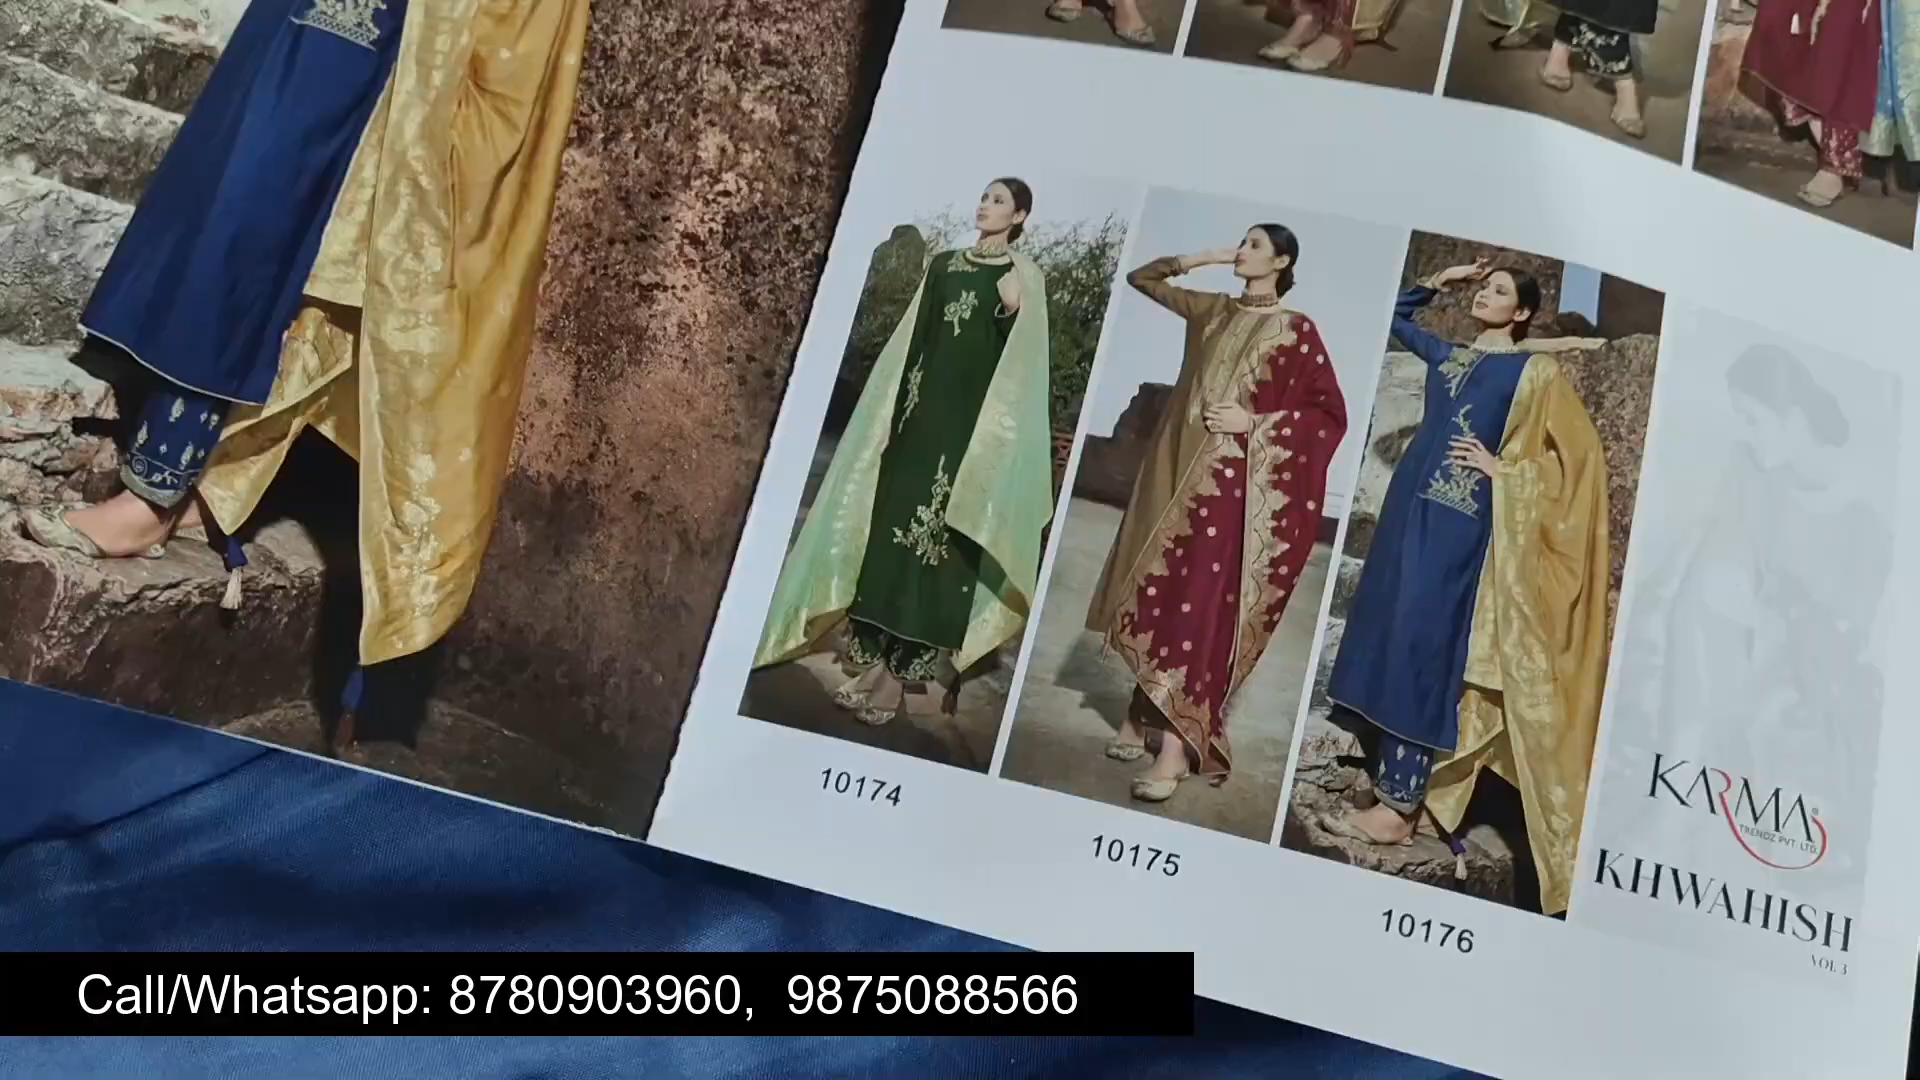 10174
10175
10176
KARMA®
TRENDZ PVT. LTD.
KHWAHISH
VOL 3
Call/Whatsapp: 8780903960, 9875088566